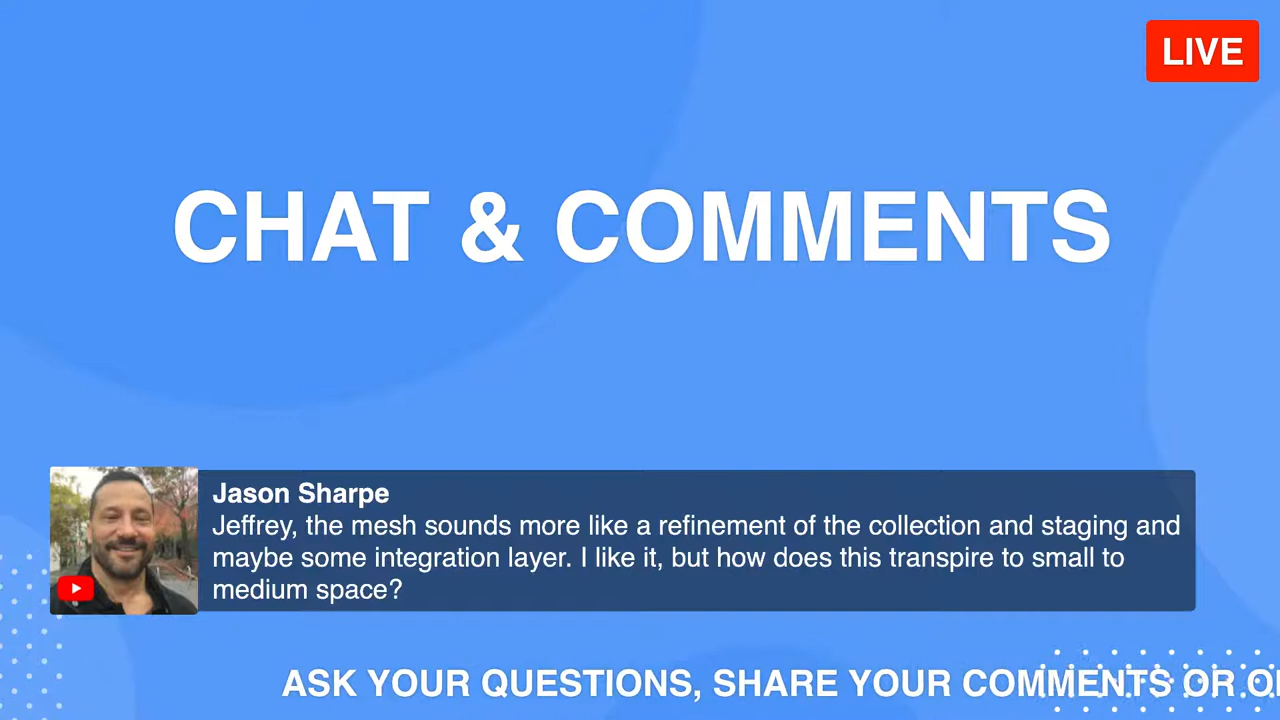 LIVE
CHAT & COMMENTS
Jason Sharpe
Jeffrey, the mesh sounds more like a refinement of the collection and staging and
maybe some integration layer. I like it, but how does this transpire to small to
medium space?
ASK YOUR QUESTIONS, SHARE YOUR COMMENTS OR